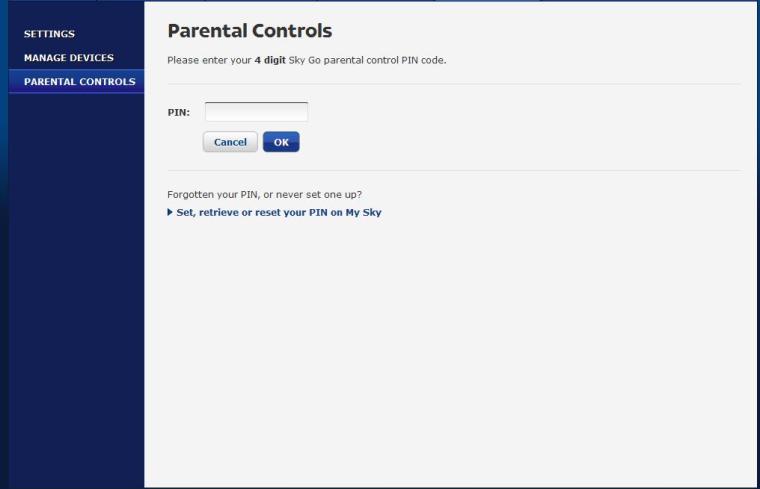 SETTINGS
MANAGE DEVICES
PARENTAL CONTROLS
Parental Controls
Please enter your 4 digit Sky Go parental control PIN code.
PIN:
Cancel OK
Forgotten your PIN, or never set one up?
Set, retrieve or reset your PIN on My Sky